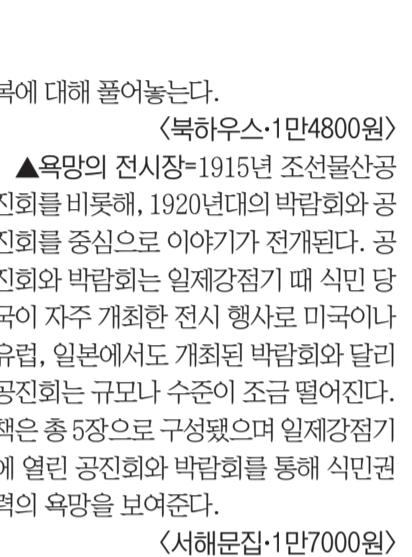 복에 대해 풀어놓는다.
〈북하우스·1만4800원〉
▲욕망의 전시장=1915년 조선물산공
진회를 비롯해, 1920년대의 박람회와 공
진회를 중심으로 이야기가 전개된다. 공
진회와 박람회는 일제강점기 때 식민 당
국이 자주 개최한 전시 행사로 미국이나
유럽, 일본에서도 개최된 박람회와 달리
공진회는 규모나 수준이 조금 떨어진다.
책은 총 5장으로 구성됐으며 일제강점기
에 열린 공진회와 박람회를 통해 식민권
력의 욕망을 보여준다.
〈서해문집·1만7000원〉